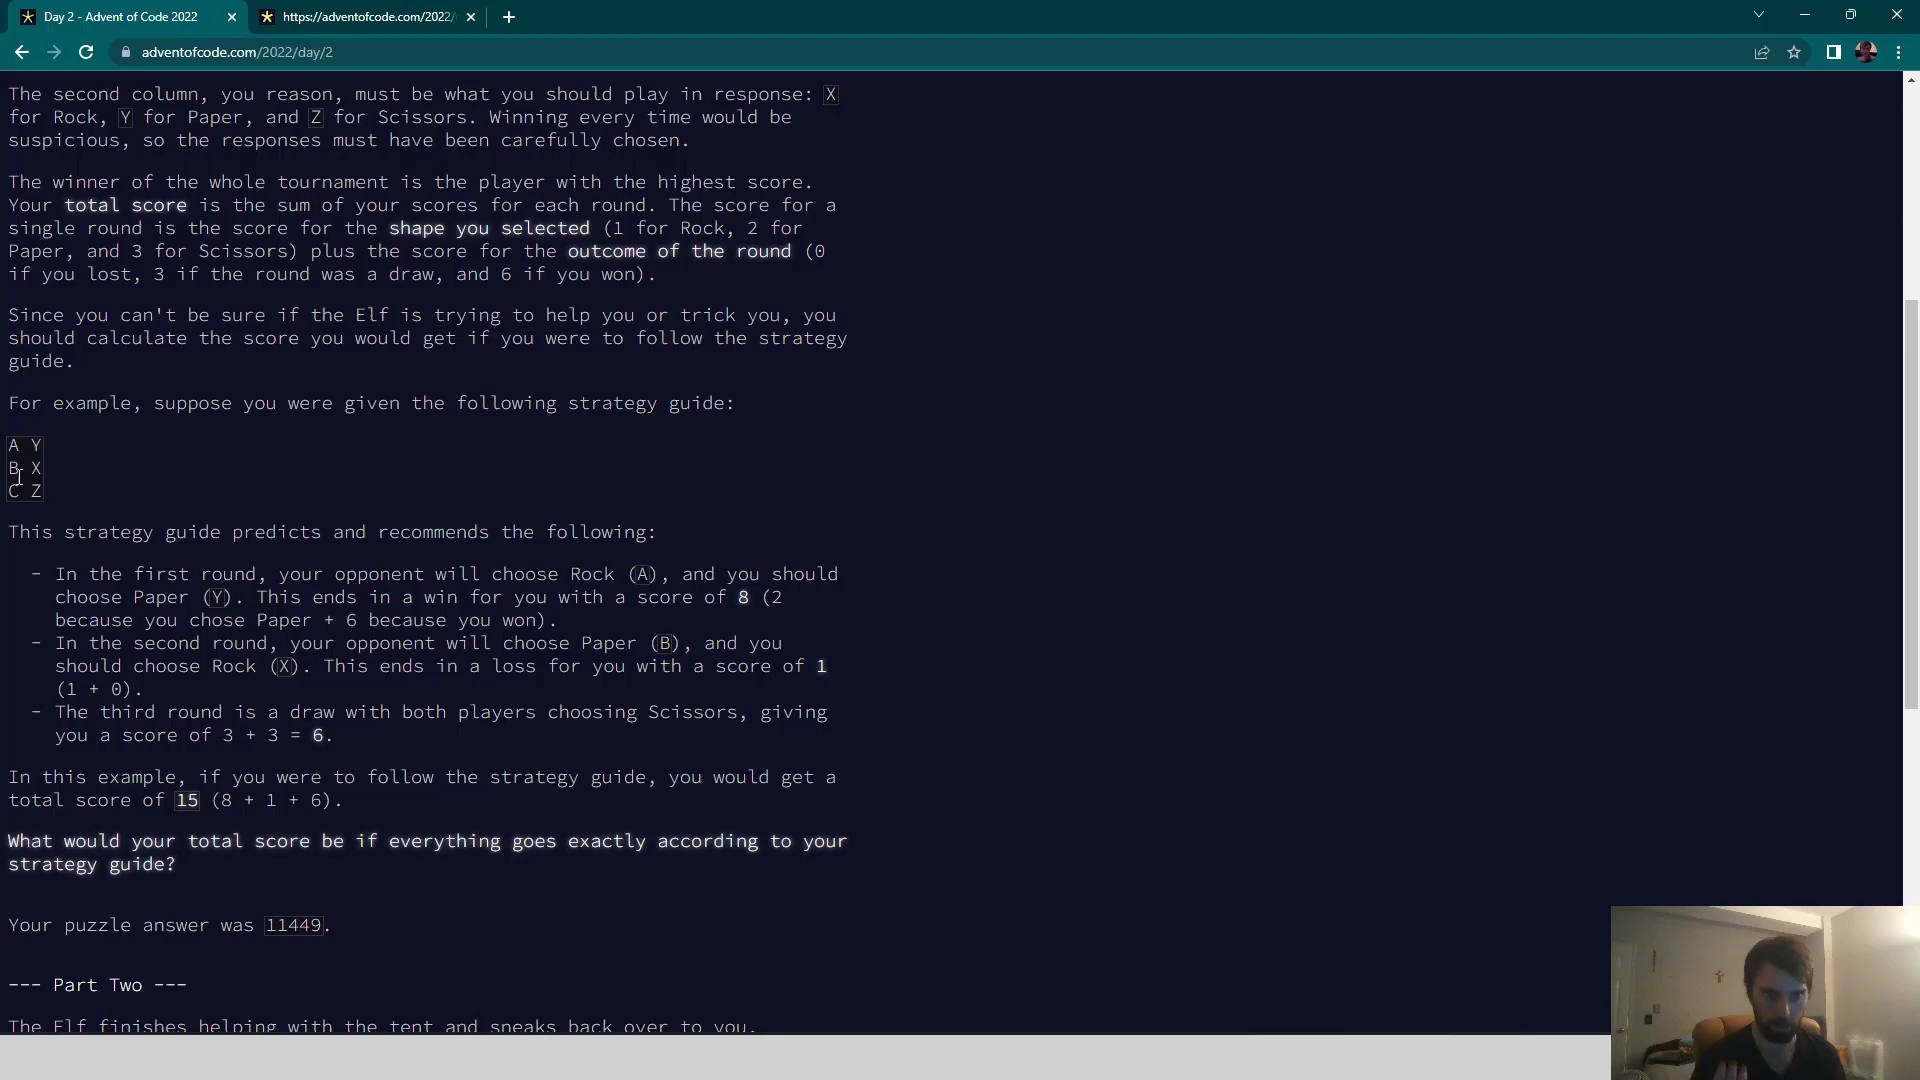 Day 2 - Advent of Code 2022
https://adventofcode.com/2022/
adventofcode.com/2022/day/2
The second column, you reason, must be what you should play in response: X
for Rock, Y for Paper, and Z for Scissors. Winning every time would be
suspicious, so the responses must have been carefully chosen.
The winner of the whole tournament is the player with the highest score.
Your total score is the sum of your scores for each round. The score for a
single round is the score for the shape you selected (1 for Rock, 2 for
Paper, and 3 for Scissors) plus the score for the outcome of the round (0
if you lost, 3 if the round was a draw, and 6 if you won).
Since you can't be sure if the Elf is trying to help you or trick you, you
should calculate the score you would get if you were to follow the strategy
guide.
For example, suppose you were given the following strategy guide:
A Y
B X
C Z
This strategy guide predicts and recommends the following:
- In the first round, your opponent will choose Rock (A), and you should
choose Paper (Y). This ends in a win for you with a score of 8 (2
because you chose Paper + 6 because you won).
- In the second round, your opponent will choose Paper (B), and you
should choose Rock (X). This ends in a loss for you with a score of 1
(1 + 0).
- The third round is a draw with both players choosing Scissors, giving
you a score of 3 + 3 = 6.
In this example, if you were to follow the strategy guide, you would get a
total score of 15 (8 + 1 + 6).
What would your total score be if everything goes exactly according to your
strategy guide?
Your puzzle answer was 11449.
--- Part Two ---
The Elf finishes helping with the tent and sneaks back over to you.